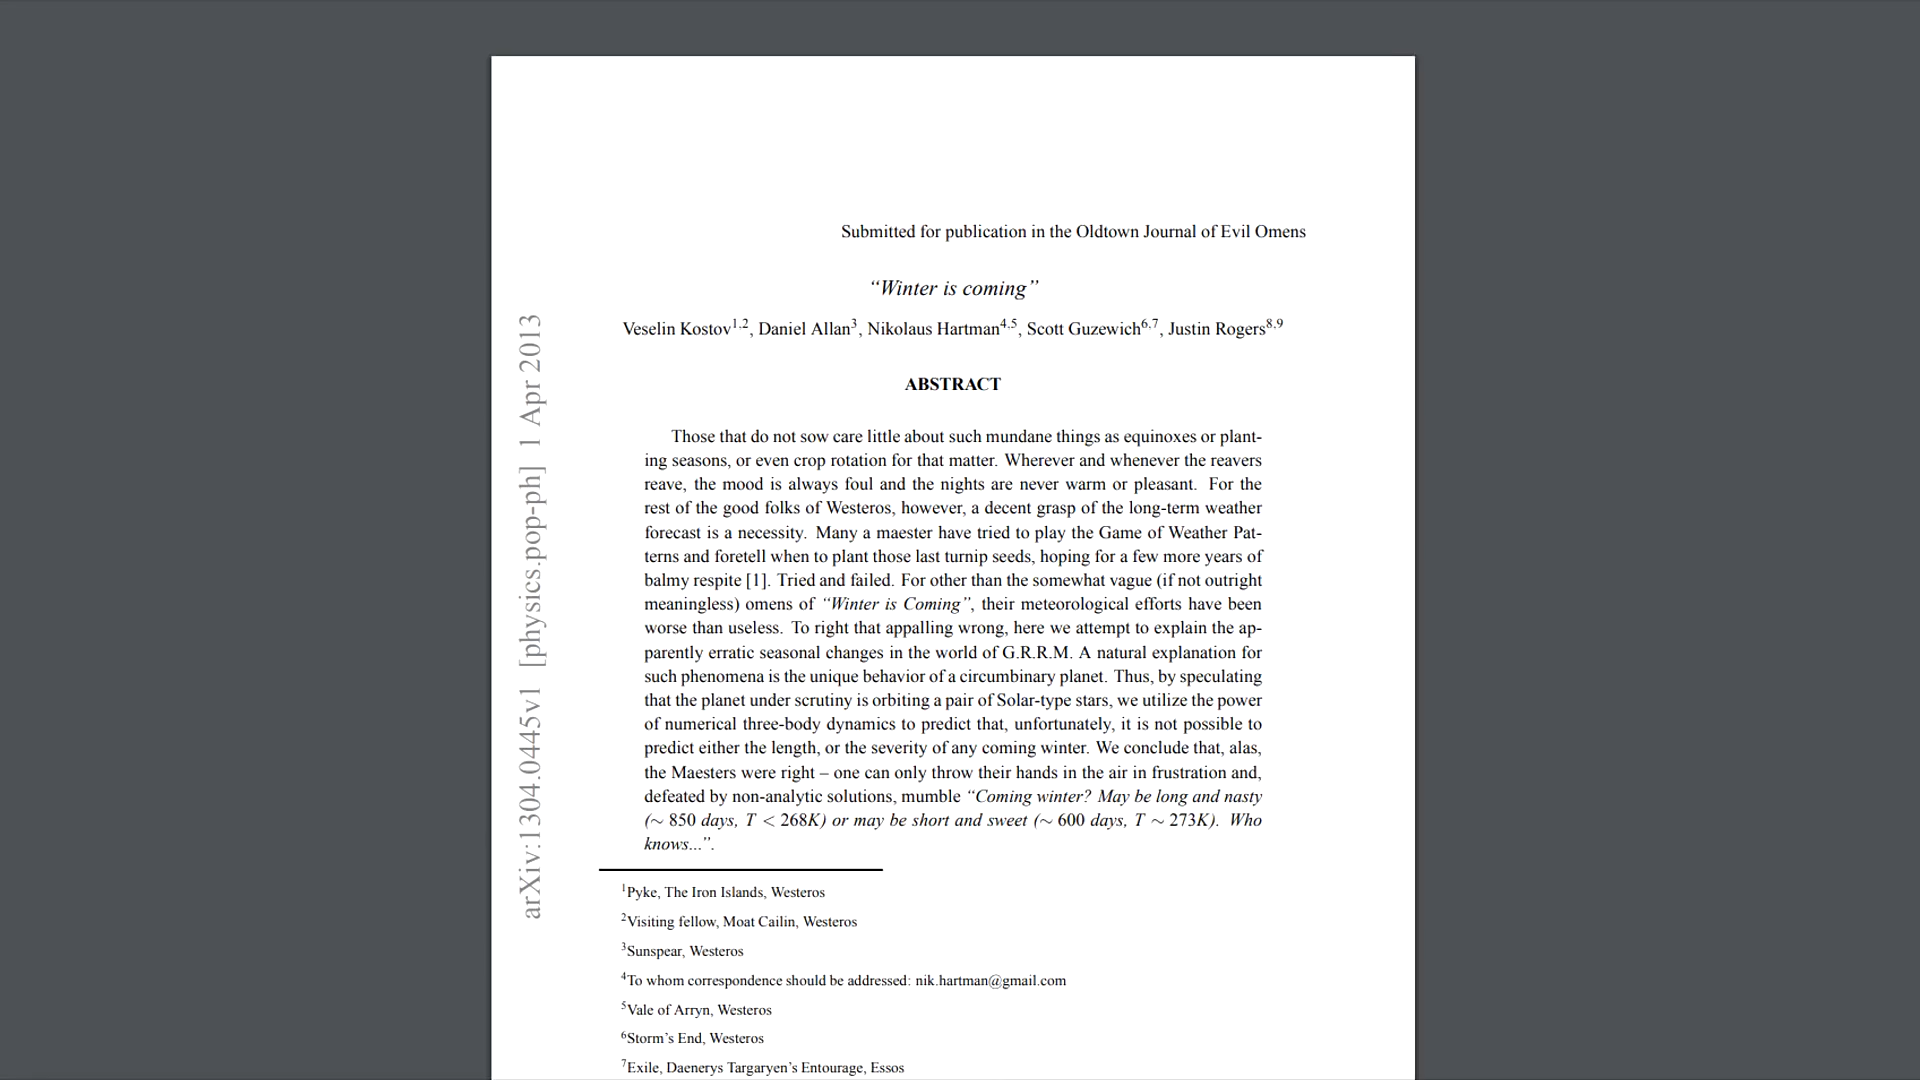 Submitted for publication in the Oldtown Journal of Evil Omens
“Winter is coming”
Veselin Kostov1,2, Daniel Allan3, Nikolaus Hartman4,5, Scott Guzewich6,7, Justin Rogers8,9
ABSTRACT
Those that do not sow care little about such mundane things as equinoxes or plant-
ing seasons, or even crop rotation for that matter. Wherever and whenever the reavers
reave, the mood is always foul and the nights are never warm or pleasant. For the
rest of the good folks of Westeros, however, a decent grasp of the long-term weather
forecast is a necessity. Many a maester have tried to play the Game of Weather Pat-
terns and foretell when to plant those last turnip seeds, hoping for a few more years of
balmy respite [1]. Tried and failed. For other than the somewhat vague (if not outright
meaningless) omens of “Winter is Coming”, their meteorological efforts have been
worse than useless. To right that appalling wrong, here we attempt to explain the ap-
parently erratic seasonal changes in the world of G.R.R.M. A natural explanation for
such phenomena is the unique behavior of a circumbinary planet. Thus, by speculating
that the planet under scrutiny is orbiting a pair of Solar-type stars, we utilize the power
of numerical three-body dynamics to predict that, unfortunately, it is not possible to
predict either the length, or the severity of any coming winter. We conclude that, alas,
the Maesters were right – one can only throw their hands in the air in frustration and,
defeated by non-analytic solutions, mumble “Coming winter? May be long and nasty
(∼ 850 days, T < 268K) or may be short and sweet (∼ 600 days, T ∼ 273K). Who
knows...”.
1Pyke, The Iron Islands, Westeros
2Visiting fellow, Moat Cailin, Westeros
3Sunspear, Westeros
4To whom correspondence should be addressed: nik.hartman@gmail.com
5Vale of Arryn, Westeros
6Storm’s End, Westeros
7Exile, Daenerys Targaryen’s Entourage, Essos
arXiv:1304.0445v1 [physics.pop-ph] 1 Apr 2013